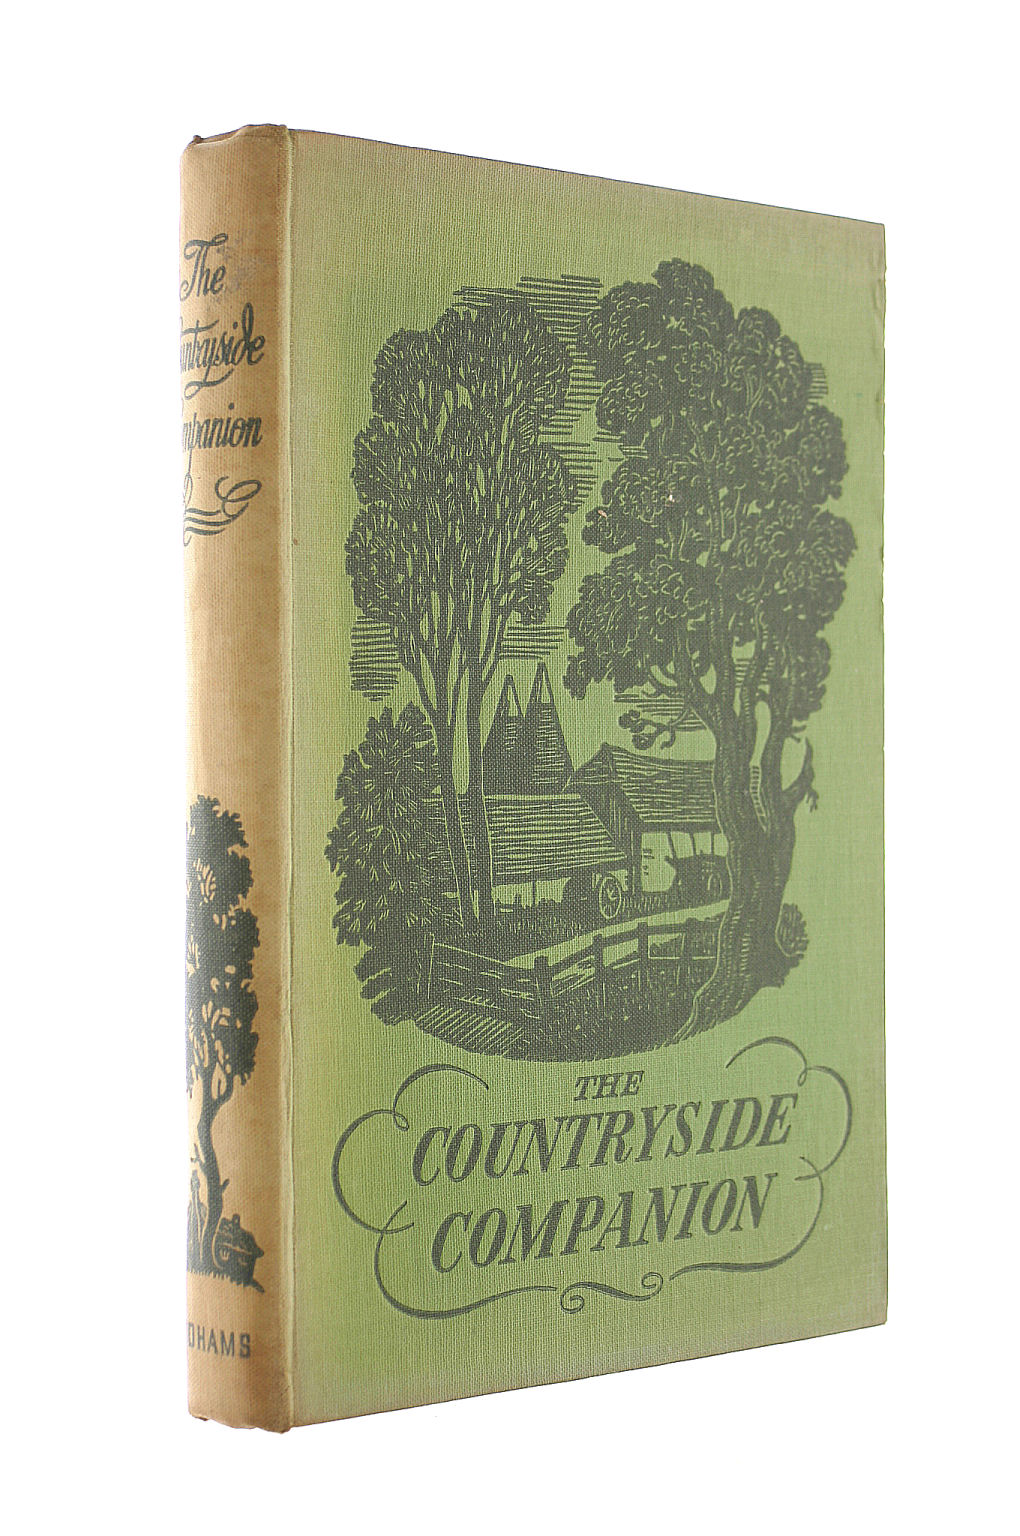 The
Countryside
Companion
ODHAMS
THE
COUNTRYSIDE
COMPANION